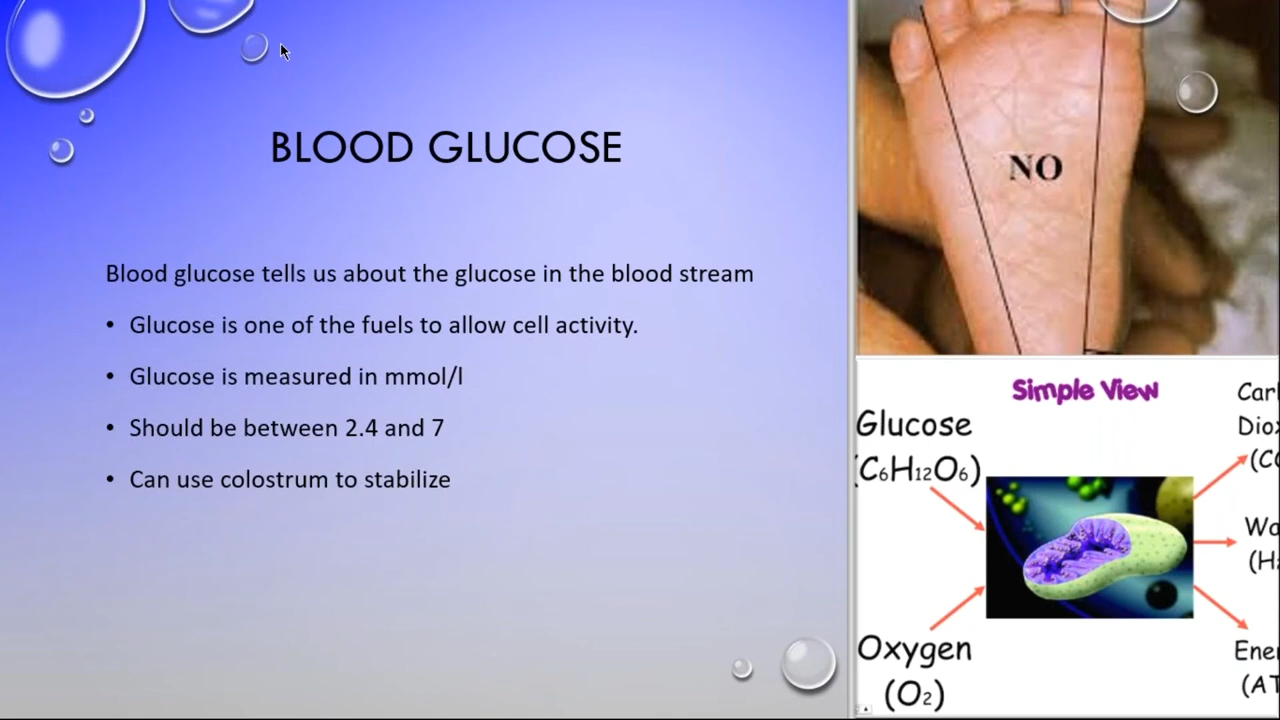 BLOOD GLUCOSE
Blood glucose tells us about the glucose in the blood stream
• Glucose is one of the fuels to allow cell activity.
• Glucose is measured in mmol/l
• Should be between 2.4 and 7
• Can use colostrum to stabilize
NO
Simple View
Glucose
(C6H12O6)
Oxygen
(O2)